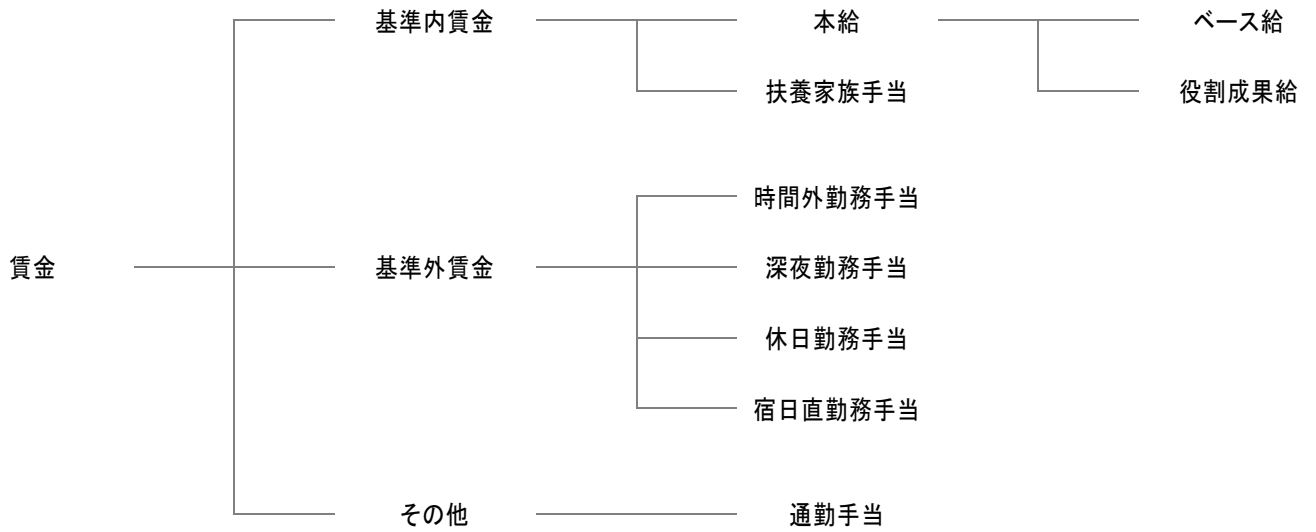 基準内賃金
本給
ベース給
扶養家族手当
役割成果給
時間外勤務手当
賃金
基準外賃金
深夜勤務手当
休日勤務手当
宿日直勤務手当
その他
通勤手当